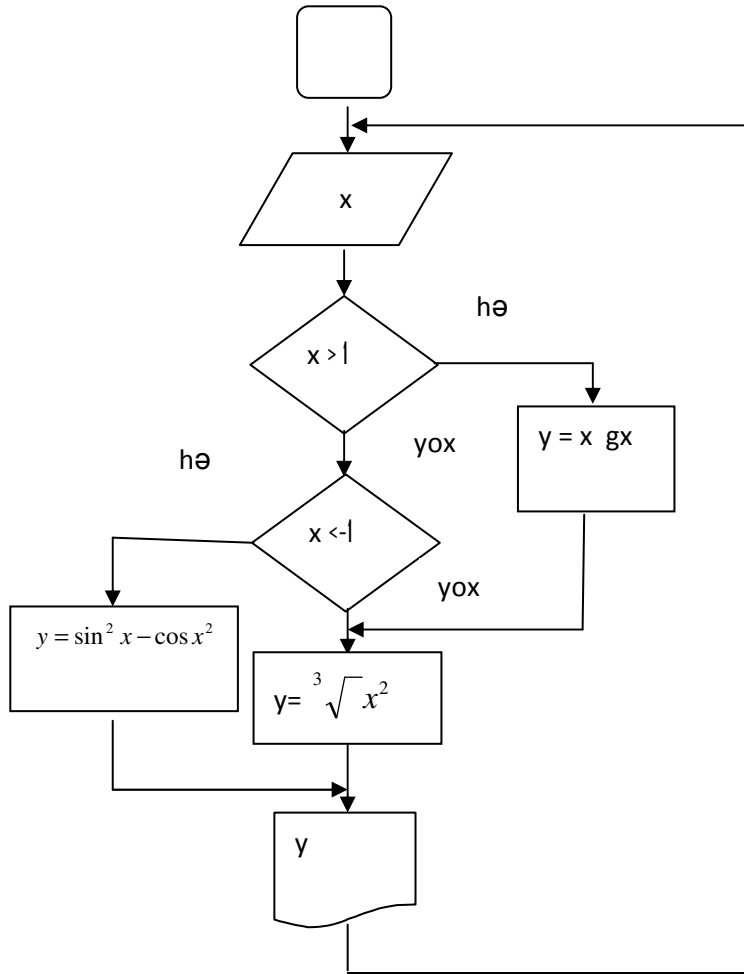 x
hə
x >1
y = x gx
yox
hə
x <-1
yox
y = sin² x − cos x²
y= ³√ x²
y